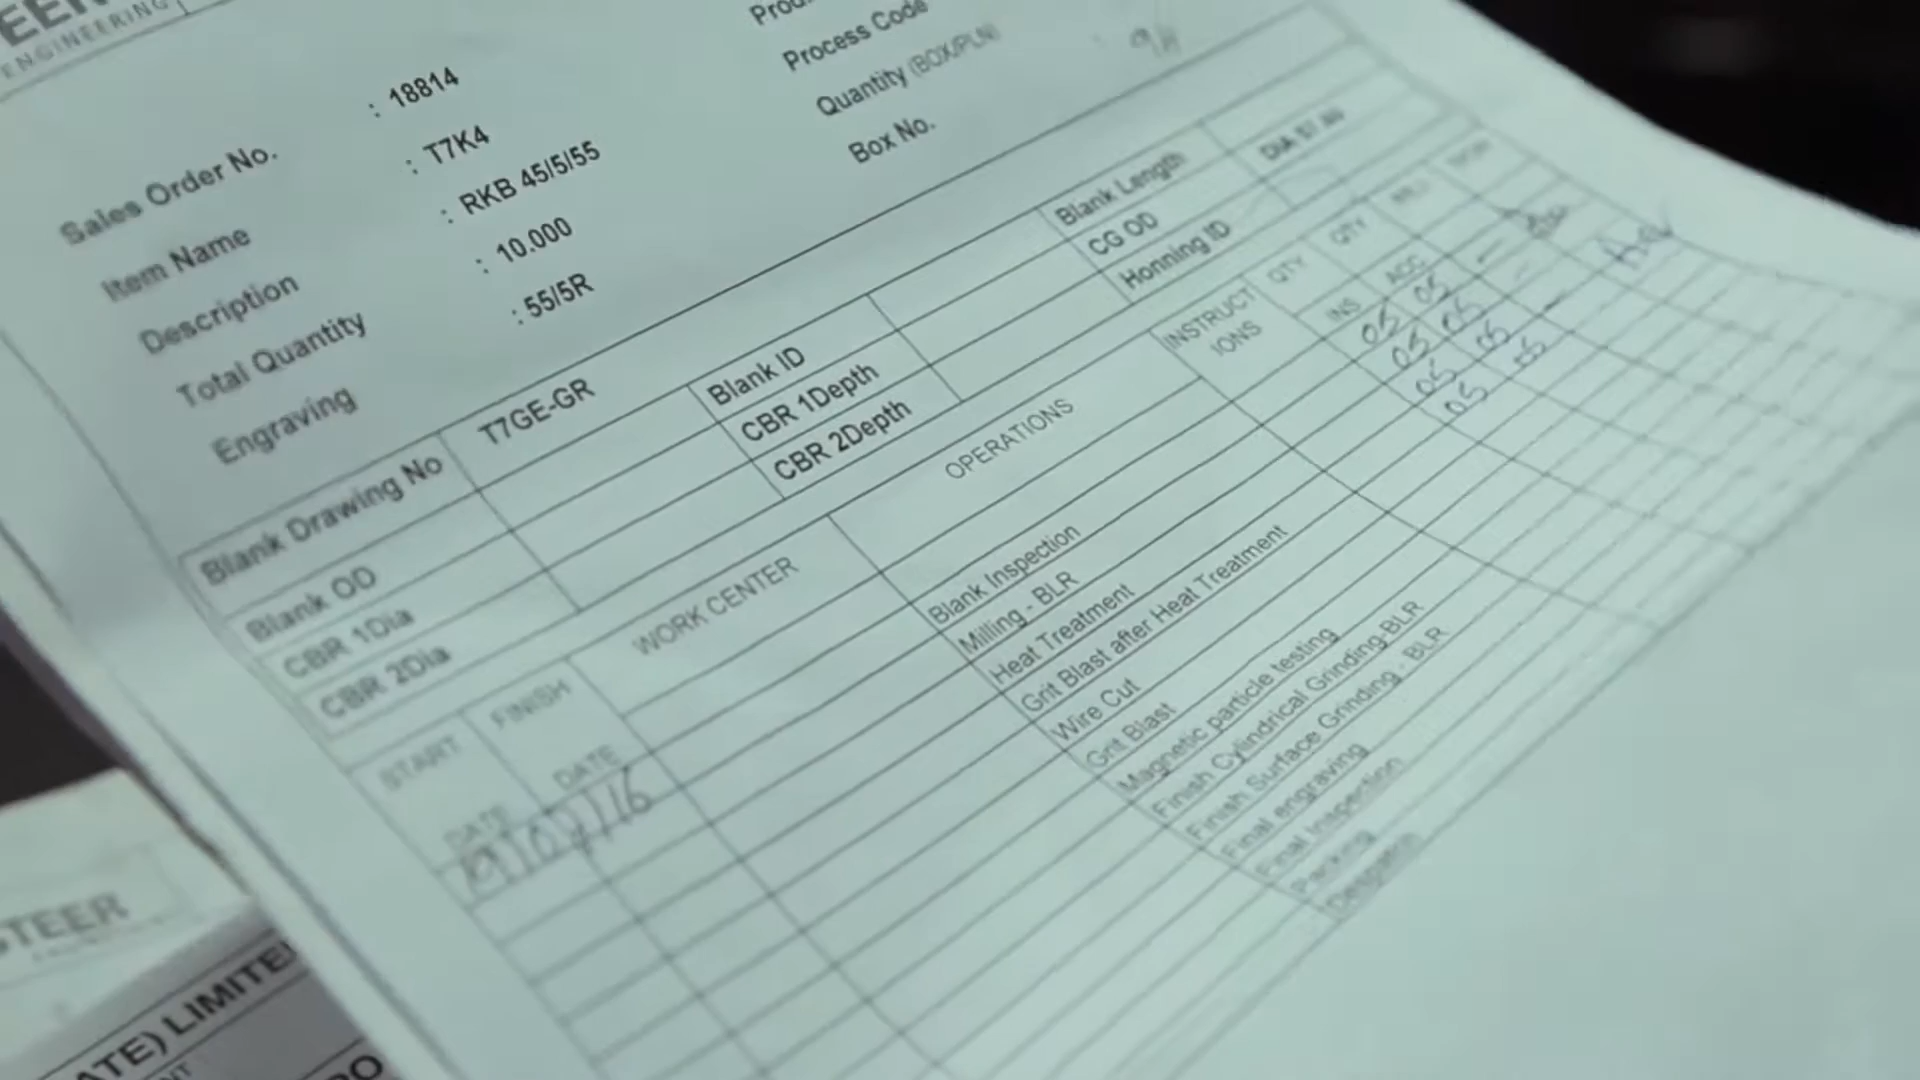 ENGINEERING
Sales Order No. : 18814
Item Name : T7K4
Description : RKB 45/5/55
Total Quantity : 10.000
Engraving : 55/5R
Process Code
Quantity (BOX/PLN)
Box No.
Blank Drawing No T7GE-GR Blank ID Blank Length
Blank OD CBR 1Depth CG OD
CBR 1Dia CBR 2Depth Honning ID
CBR 2Dia
START DATE
FINISH DATE
WORK CENTER
OPERATIONS
INSTRUCTIONS
QTY INS
QTY ACC
Blank Inspection 05 05
Milling - BLR 05 05
Heat Treatment 05 05
Grit Blast after Heat Treatment 05 05
Wire Cut
Grit Blast
Magnetic particle testing
Finish Cylindrical Grinding-BLR
Finish Surface Grinding - BLR
Final engraving
Final Inspection
Packing
Despatch
STEER
ATE) LIMITE